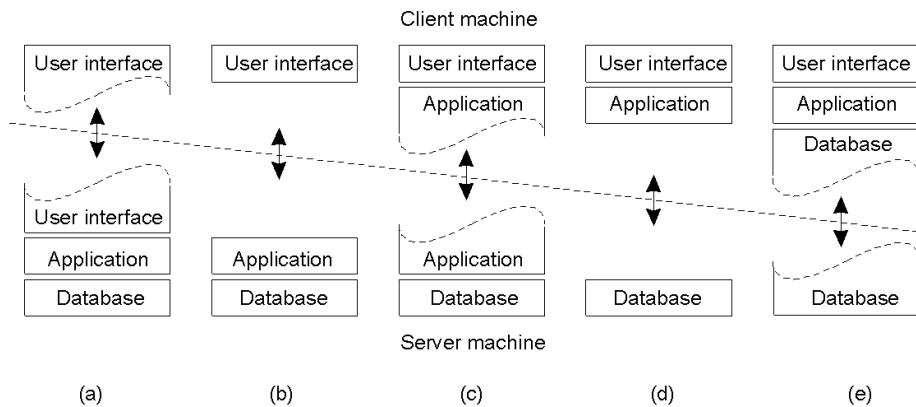 Client machine
User interface User interface User interface User interface User interface
Application Application Application
Database
User interface
Application Application Application
Database Database Database Database Database
Server machine
(a) (b) (c) (d) (e)